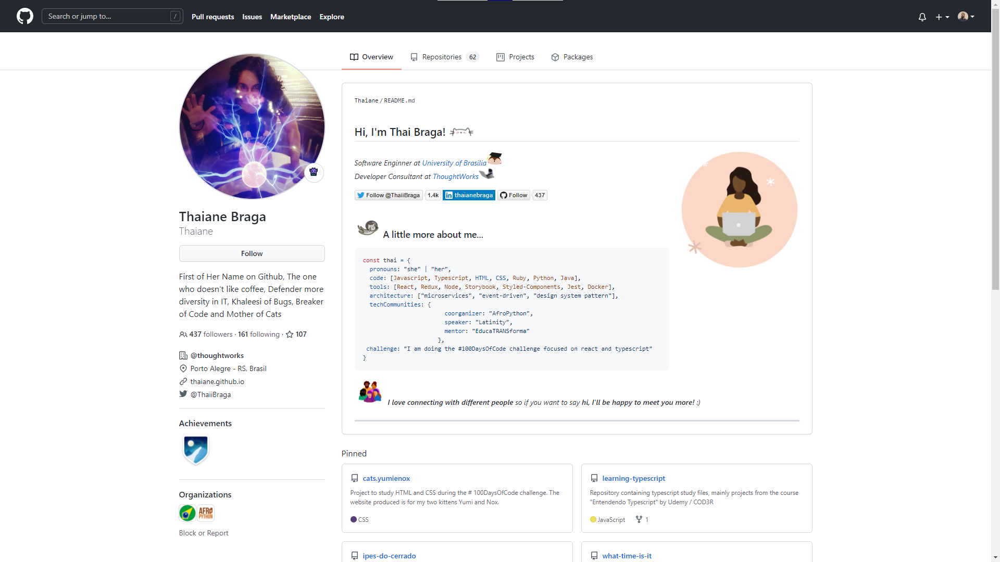 Search or jump to... /
Pull requests Issues Marketplace Explore
Overview Repositories 62 Projects Packages
Thaiane Braga
Thaiane
Follow
First of Her Name on Github, The one
who doesn't like coffee, Defender more
diversity in IT, Khaleesi of Bugs, Breaker
of Code and Mother of Cats
437 followers · 161 following · 107
@thoughtworks
Porto Alegre - RS, Brasil
thaiane.github.io
@ThaiiBraga
Achievements
Organizations
AFRO
PYTHON
Block or Report
Thaiane / README.md
Hi, I'm Thai Braga!
Software Enginner at University of Brasilia
Developer Consultant at ThoughtWorks
Follow @ThaiiBraga 1.4k in thaianebraga Follow 437
A little more about me...
const thai = {
pronouns: "she" | "her",
code: [Javascript, Typescript, HTML, CSS, Ruby, Python, Java],
tools: [React, Redux, Node, Storybook, Styled-Components, Jest, Docker],
architecture: ["microservices", "event-driven", "design system pattern"],
techCommunities: {
coorganizer: "AfroPython",
speaker: "Latinity",
mentor: "EducaTRANSforma"
},
challenge: "I am doing the #100DaysOfCode challenge focused on react and typescript"
}
I love connecting with different people so if you want to say hi, I'll be happy to meet you more! :)
Pinned
cats.yumienox
Project to study HTML and CSS during the # 100DaysOfCode challenge. The
website produced is for my two kittens Yumi and Nox.
CSS
learning-typescript
Repository containing typescript study files, mainly projects from the course
"Entendendo Typescript" by Udemy / COD3R
JavaScript 1
ipes-do-cerrado
what-time-is-it